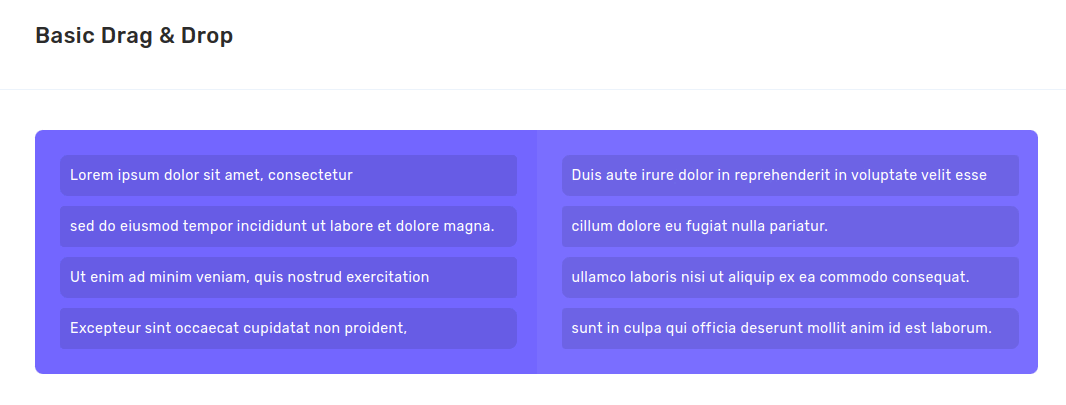 Basic Drag & Drop
Lorem ipsum dolor sit amet, consectetur
sed do eiusmod tempor incididunt ut labore et dolore magna.
Ut enim ad minim veniam, quis nostrud exercitation
Excepteur sint occaecat cupidatat non proident,
Duis aute irure dolor in reprehenderit in voluptate velit esse
cillum dolore eu fugiat nulla pariatur.
ullamco laboris nisi ut aliquip ex ea commodo consequat.
sunt in culpa qui officia deserunt mollit anim id est laborum.